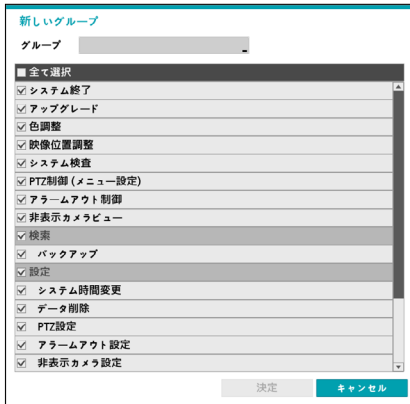 新しいグループ
グループ
全て選択
システム終了
アップグレード
色調整
映像位置調整
システム検査
PTZ制御 (メニュー設定)
アラームアウト制御
非表示カメラビュー
検索
バックアップ
設定
システム時間変更
データ削除
PTZ設定
アラームアウト設定
非表示カメラ設定
決定
キャンセル